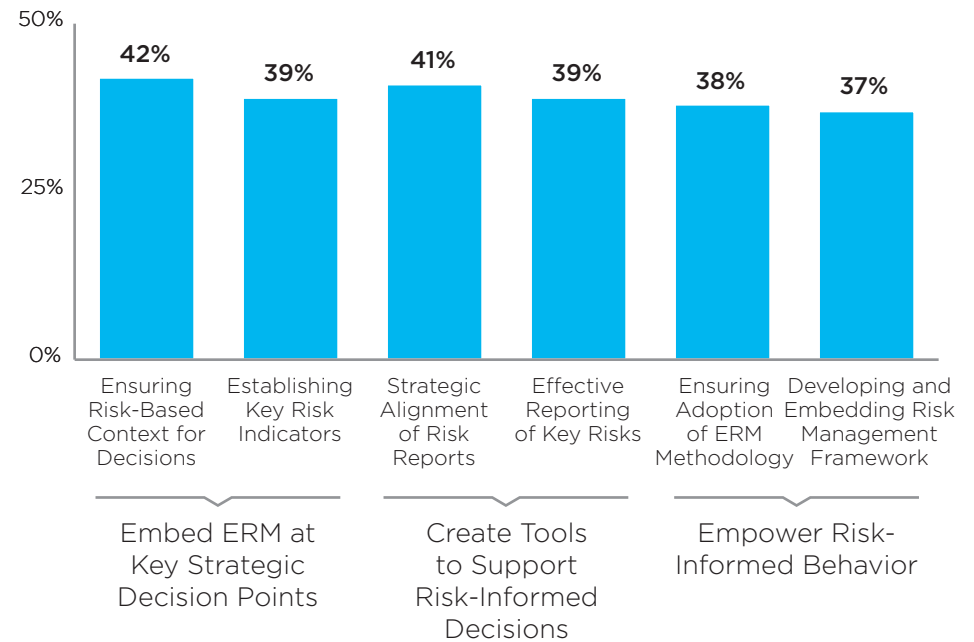 50%
25%
0%
42%
39%
41%
39%
38%
37%
Ensuring
Risk-Based
Context for
Decisions
Establishing
Key Risk
Indicators
Strategic
Alignment
of Risk
Reports
Effective
Reporting
of Key Risks
Ensuring
Adoption
of ERM
Methodology
Developing and
Embedding Risk
Management
Framework
Embed ERM at
Key Strategic
Decision Points
Create Tools
to Support
Risk-Informed
Decisions
Empower Risk-
Informed Behavior